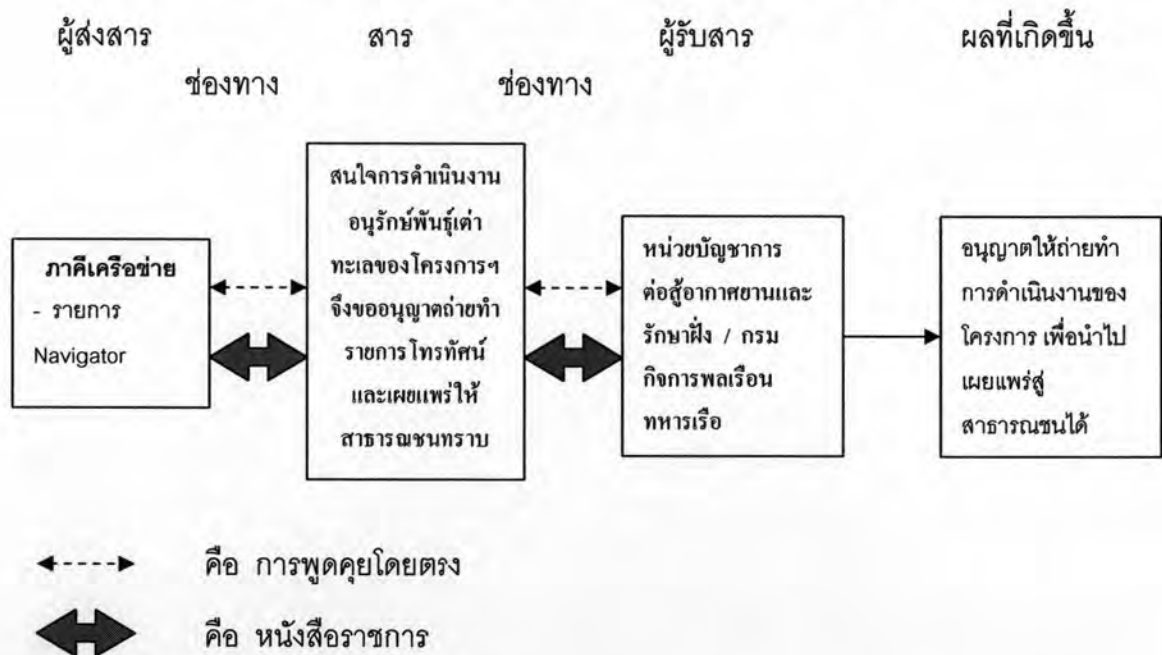 ผู้ส่งสาร สาร ผู้รับสาร ผลที่เกิดขึ้น
ช่องทาง ช่องทาง
ภาคีเครือข่าย
- รายการ
Navigator
สนใจการดำเนินงาน
อนุรักษ์พันธุ์เต่า
ทะเลของโครงการฯ
จึงขออนุญาตถ่ายทำ
รายการโทรทัศน์
และเผยแพร่ให้
สาธารณชนทราบ
หน่วยบัญชาการ
ต่อสู้อากาศยานและ
รักษาฝั่ง / กรม
กิจการพลเรือน
ทหารเรือ
อนุญาตให้ถ่ายทำ
การดำเนินงานของ
โครงการ เพื่อนำไป
เผยแพร่สู่
สาธารณชนได้
คือ การพูดคุยโดยตรง
คือ หนังสือราชการ